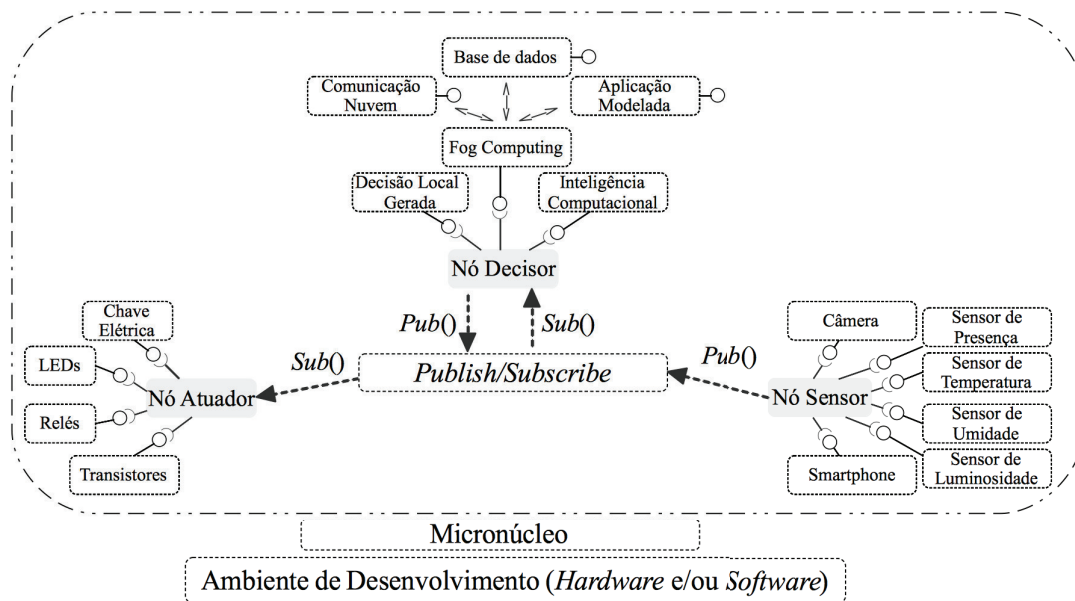 Base de dados
Comunicação
Nuvem
Aplicação
Modelada
Fog Computing
Decisão Local
Gerada
Inteligência
Computacional
Nó Decisor
Pub()
Sub()
Publish/Subscribe
Sub()
Pub()
Chave
Elétrica
LEDs
Nó Atuador
Relés
Transistores
Câmera
Sensor de
Presença
Sensor de
Temperatura
Nó Sensor
Sensor de
Umidade
Smartphone
Sensor de
Luminosidade
Micronúcleo
Ambiente de Desenvolvimento (Hardware e/ou Software)